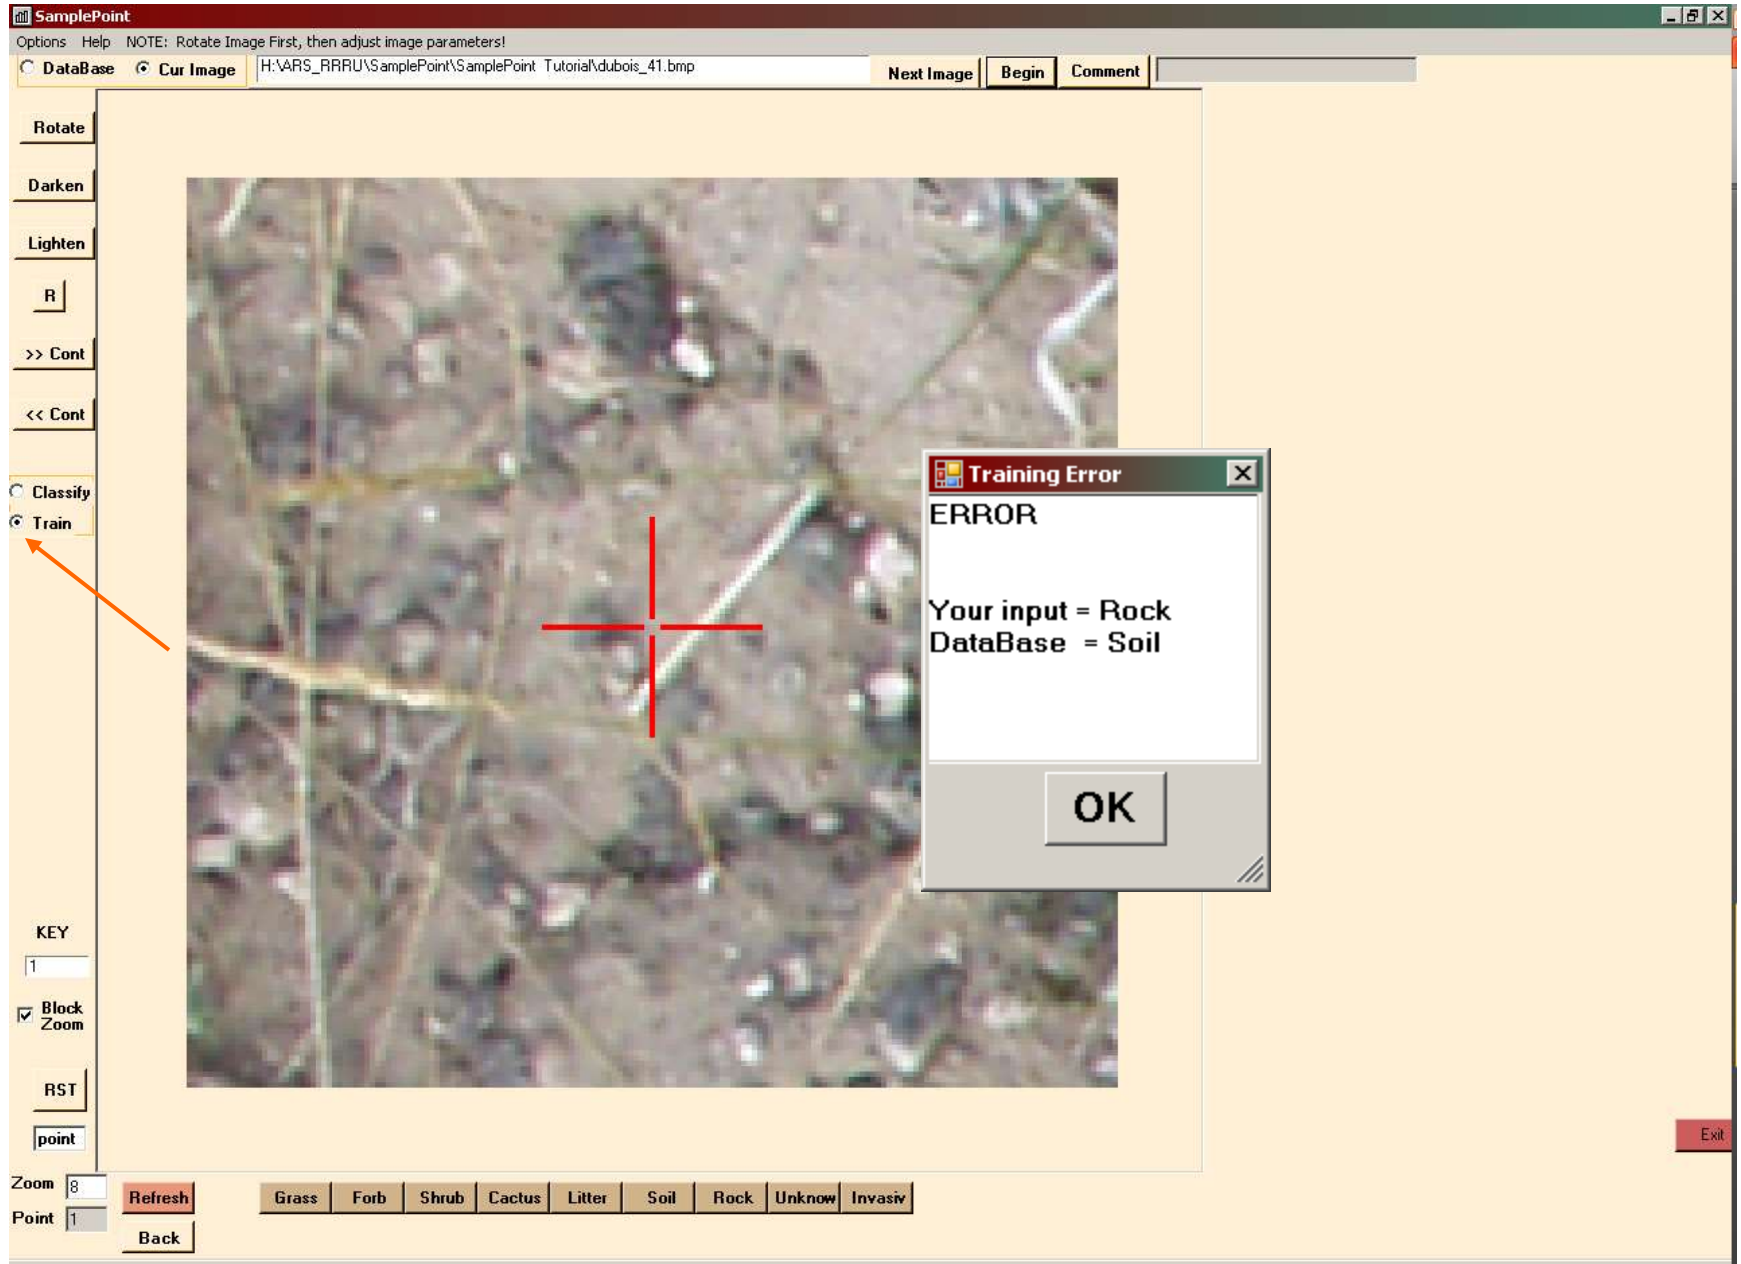 SamplePoint
Options Help NOTE: Rotate Image First, then adjust image parameters!
DataBase Cur Image H:\ARS_RRRU\SamplePoint\SamplePoint Tutorial\dubois_41.bmp Next Image Begin Comment
Rotate
Darken
Lighten
R
>> Cont
<< Cont
Classify
Train
Training Error
ERROR
Your input = Rock
DataBase = Soil
OK
KEY
1
Block
Zoom
RST
point
Exit
Zoom 8
Refresh Grass Forb Shrub Cactus Litter Soil Rock Unknow Invasiv
Point 1
Back